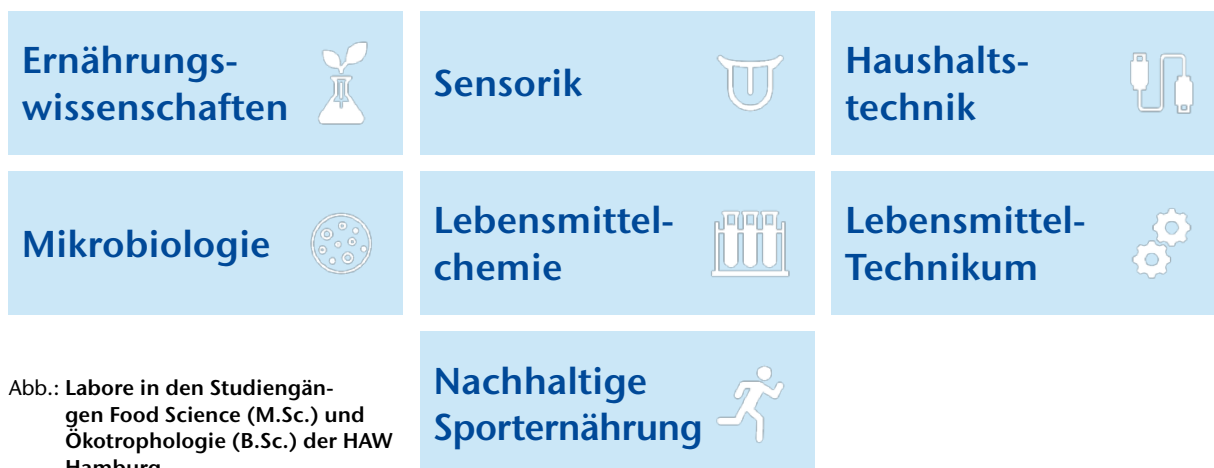 Ernährungs-
wissenschaften
Sensorik
Haushalts-
technik
Mikrobiologie
Lebensmittel-
chemie
Lebensmittel-
Technikum
Nachhaltige
Sporternährung
Abb.: Labore in den Studiengän-
gen Food Science (M.Sc.) und
Ökotrophologie (B.Sc.) der HAW
Hamburg